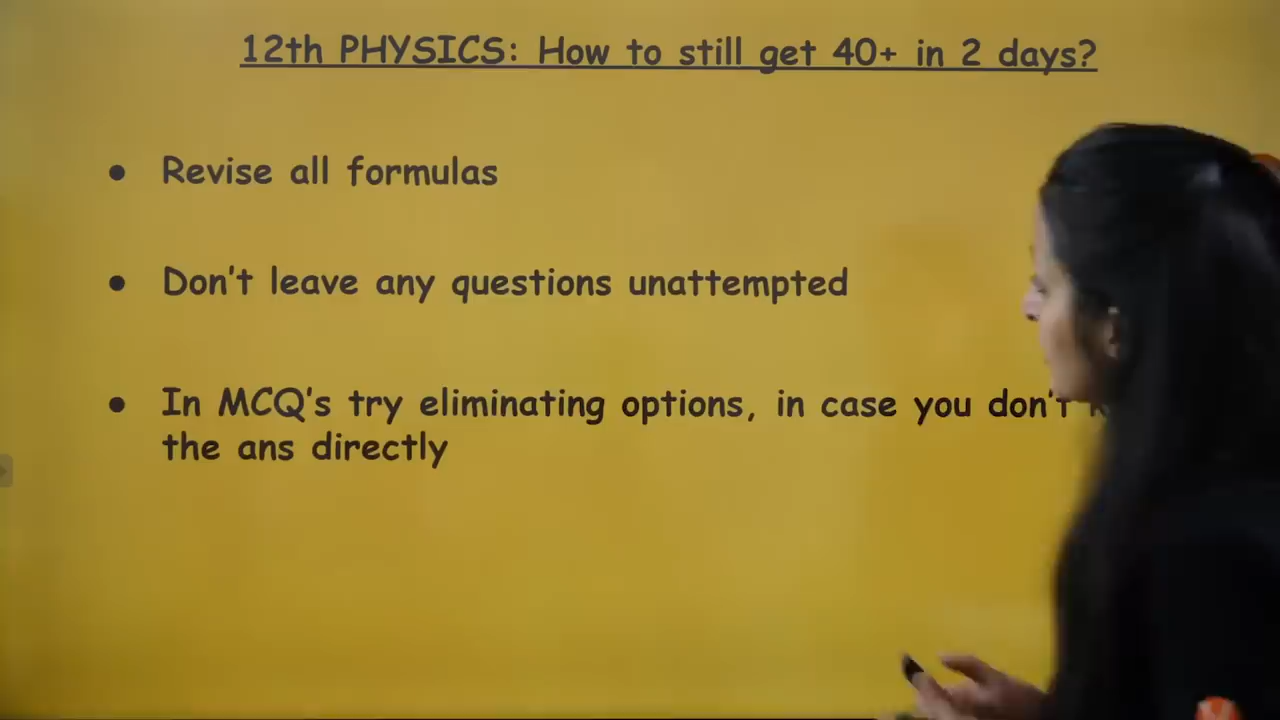 12th PHYSICS: How to still get 40+ in 2 days?
● Revise all formulas
● Don't leave any questions unattempted
● In MCQ's try eliminating options, in case you don't
the ans directly